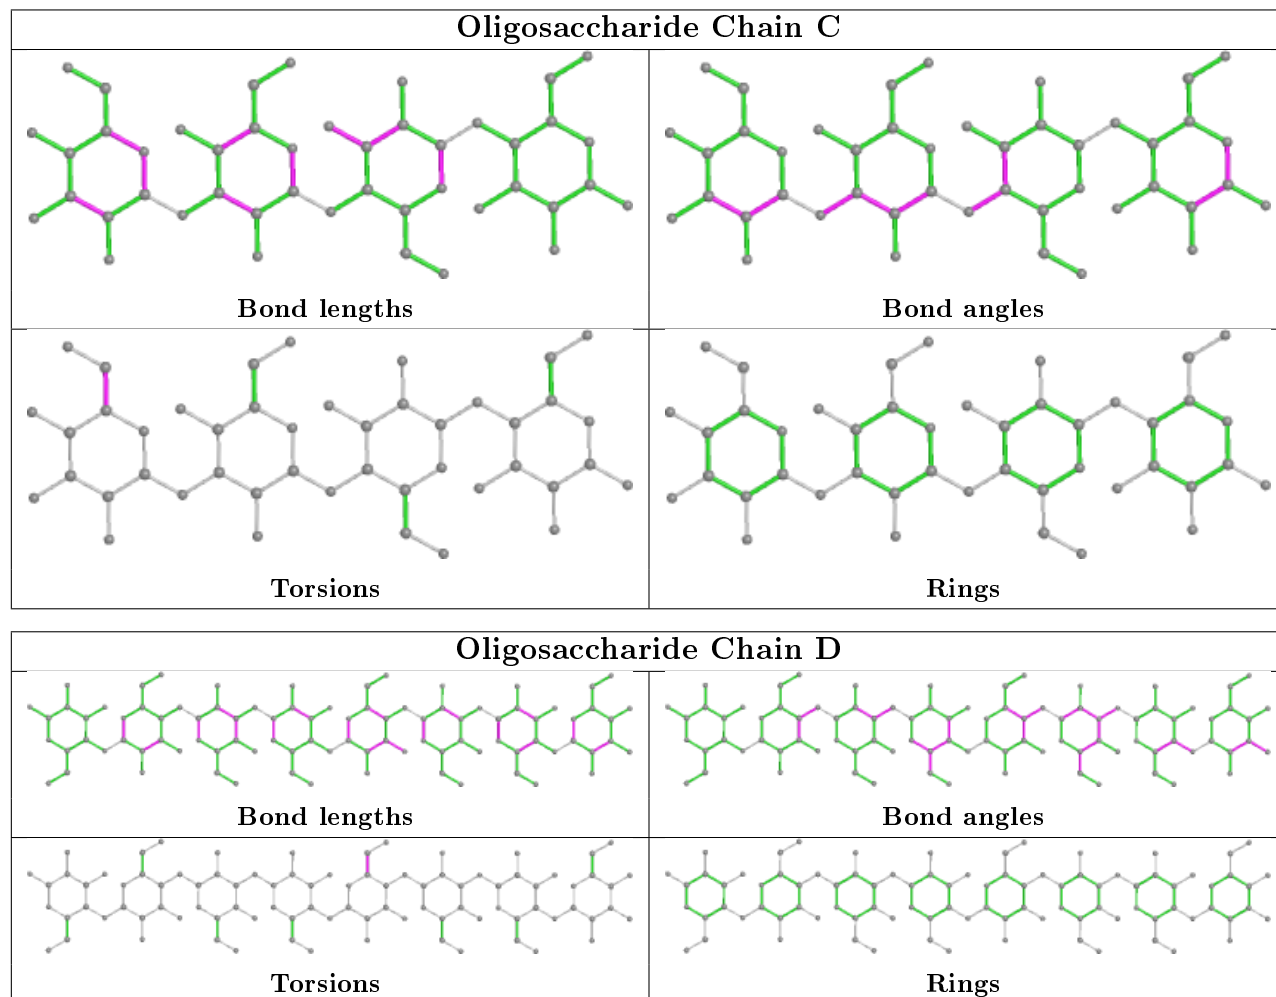 Oligosaccharide Chain C
Bond lengths
Bond angles
Torsions
Rings
Oligosaccharide Chain D
Bond lengths
Bond angles
Torsions
Rings